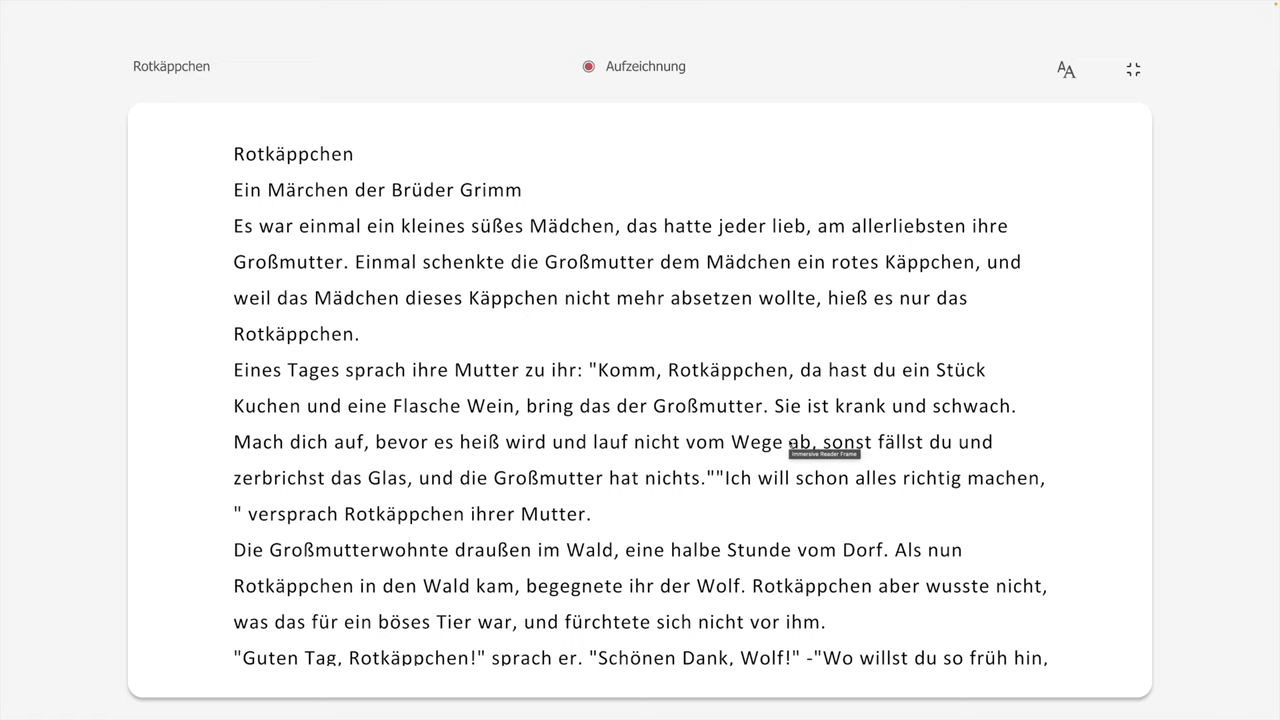 Rotkäppchen
Aufzeichnung
AA
Rotkäppchen
Ein Märchen der Brüder Grimm
Es war einmal ein kleines süßes Mädchen, das hatte jeder lieb, am allerliebsten ihre
Großmutter. Einmal schenkte die Großmutter dem Mädchen ein rotes Käppchen, und
weil das Mädchen dieses Käppchen nicht mehr absetzen wollte, hieß es nur das
Rotkäppchen.
Eines Tages sprach ihre Mutter zu ihr: "Komm, Rotkäppchen, da hast du ein Stück
Kuchen und eine Flasche Wein, bring das der Großmutter. Sie ist krank und schwach.
Mach dich auf, bevor es heiß wird und lauf nicht vom Wege ab, sonst fällst du und
Immersive Reader Frame
zerbrichst das Glas, und die Großmutter hat nichts.""Ich will schon alles richtig machen,
" versprach Rotkäppchen ihrer Mutter.
Die Großmutterwohnte draußen im Wald, eine halbe Stunde vom Dorf. Als nun
Rotkäppchen in den Wald kam, begegnete ihr der Wolf. Rotkäppchen aber wusste nicht,
was das für ein böses Tier war, und fürchtete sich nicht vor ihm.
"Guten Tag, Rotkäppchen!" sprach er. "Schönen Dank, Wolf!" -"Wo willst du so früh hin,